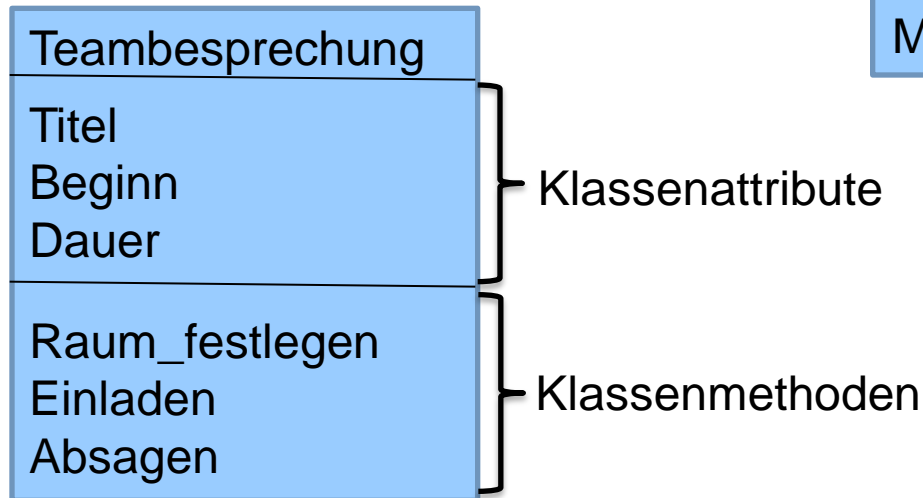 Teambesprechung
M
Titel
Beginn
Dauer
Klassenattribute
Raum_festlegen
Einladen
Absagen
Klassenmethoden